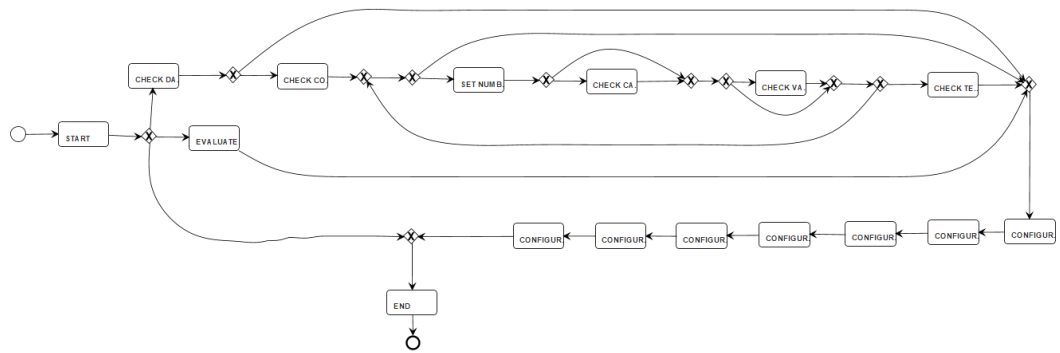 CHECK DA.
CHECK CO.
SET NUMB.
CHECK CA.
CHECK VA.
CHECK TE..
START
EVALUATE
CONFIGUR.
CONFIGUR.
CONFIGUR.
CONFIGUR.
CONFIGUR.
CONFIGUR.
CONFIGUR.
END